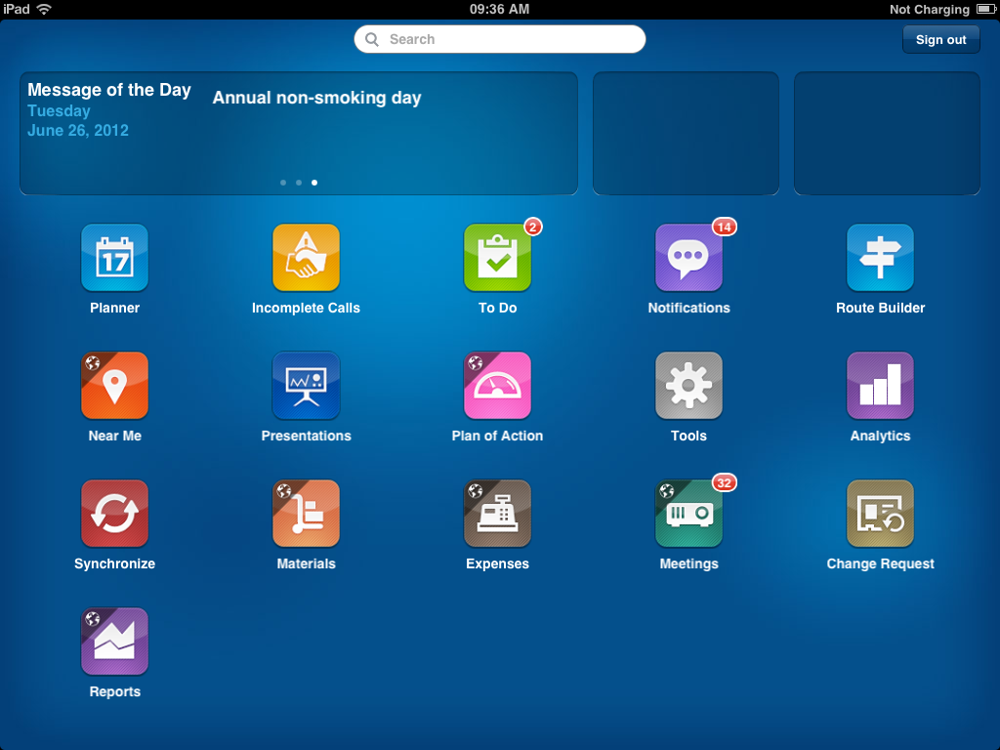 iPad 09:36 AM Not Charging
Search
Sign out
Message of the Day
Annual non-smoking day
Tuesday
June 26, 2012
2 14
17
Planner Incomplete Calls To Do Notifications Route Builder
Near Me Presentations Plan of Action Tools Analytics
32
Synchronize Materials Expenses Meetings Change Request
Reports